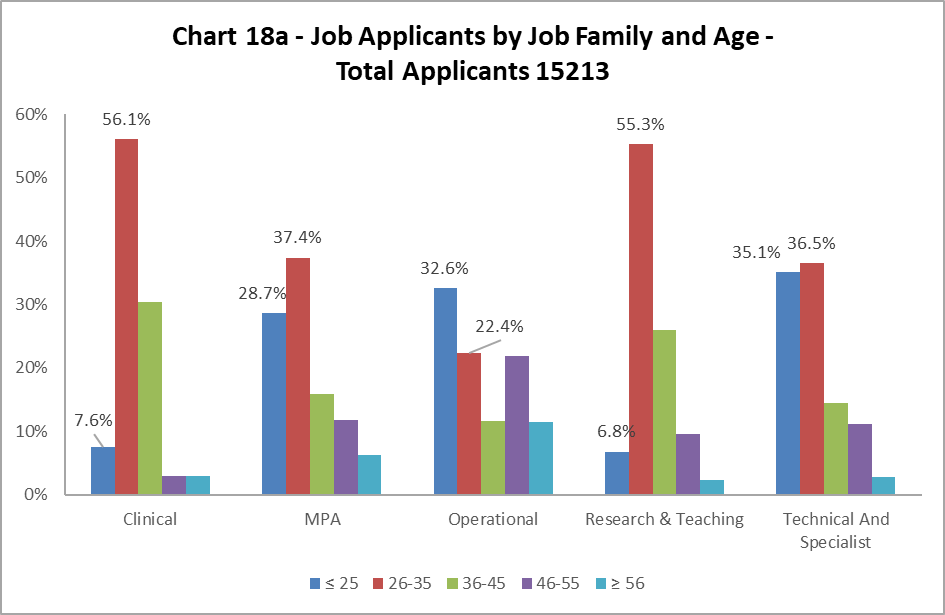 Chart 18a - Job Applicants by Job Family and Age -
Total Applicants 15213
60%
50%
40%
30%
20%
10%
0%
7.6%
56.1%
28.7%
37.4%
32.6%
22.4%
6.8%
55.3%
35.1%
36.5%
Clinical
MPA
Operational
Research & Teaching
Technical And
Specialist
≤ 25
26-35
36-45
46-55
≥ 56